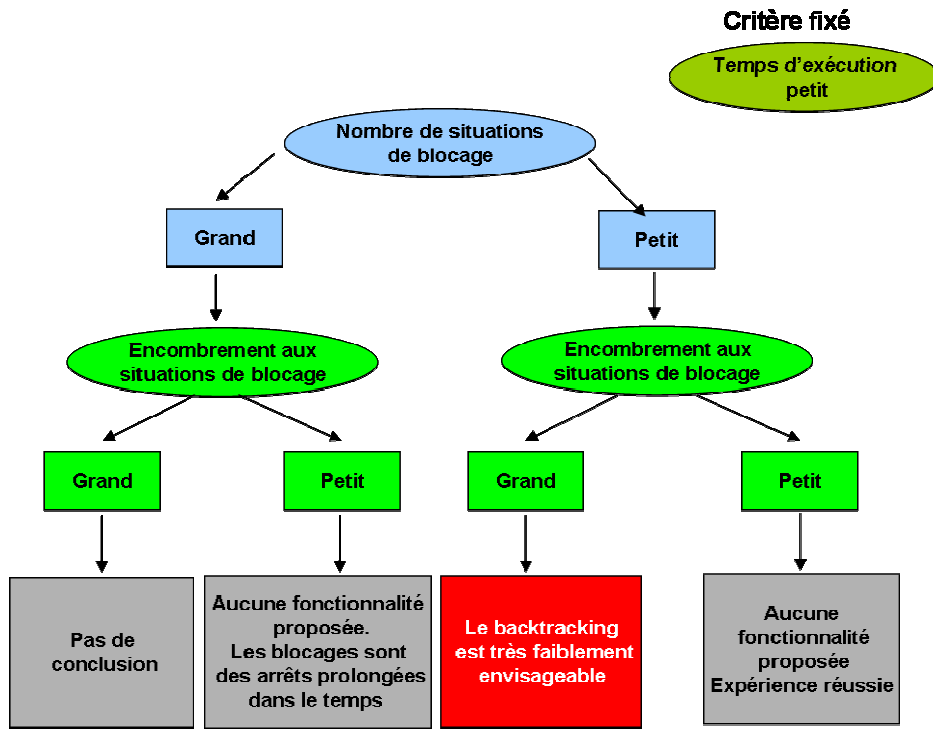 Critère fixé
Temps d'exécution
petit
Nombre de situations
de blocage
Grand
Petit
Encombrement aux
situations de blocage
Encombrement aux
situations de blocage
Grand
Petit
Grand
Petit
Pas de
conclusion
Aucune fonctionnalité
proposée.
Les blocages sont
des arrêts prolongées
dans le temps
Le backtracking
est très faiblement
envisageable
Aucune
fonctionnalité
proposée
Expérience réussie